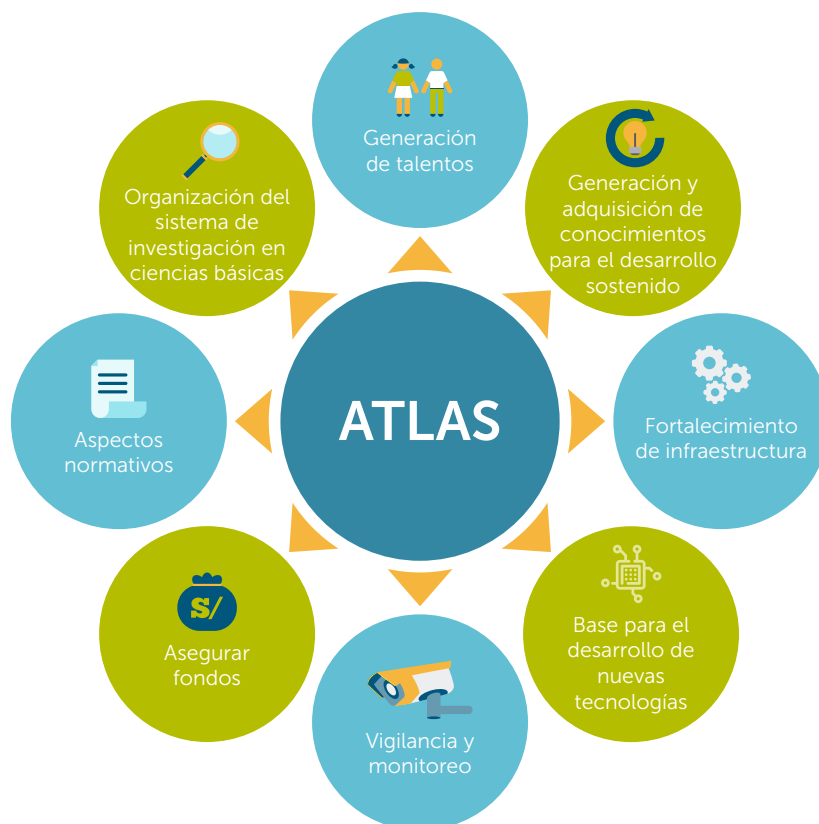 Generación
de talentos
Generación y
adquisición de
conocimientos
para el desarrollo
sostenido
Fortalecimiento
de infraestructura
Base para el
desarrollo de
nuevas
tecnologías
Vigilancia y
monitoreo
S/
Asegurar
fondos
Aspectos
normativos
Organización del
sistema de
investigación en
ciencias básicas
ATLAS